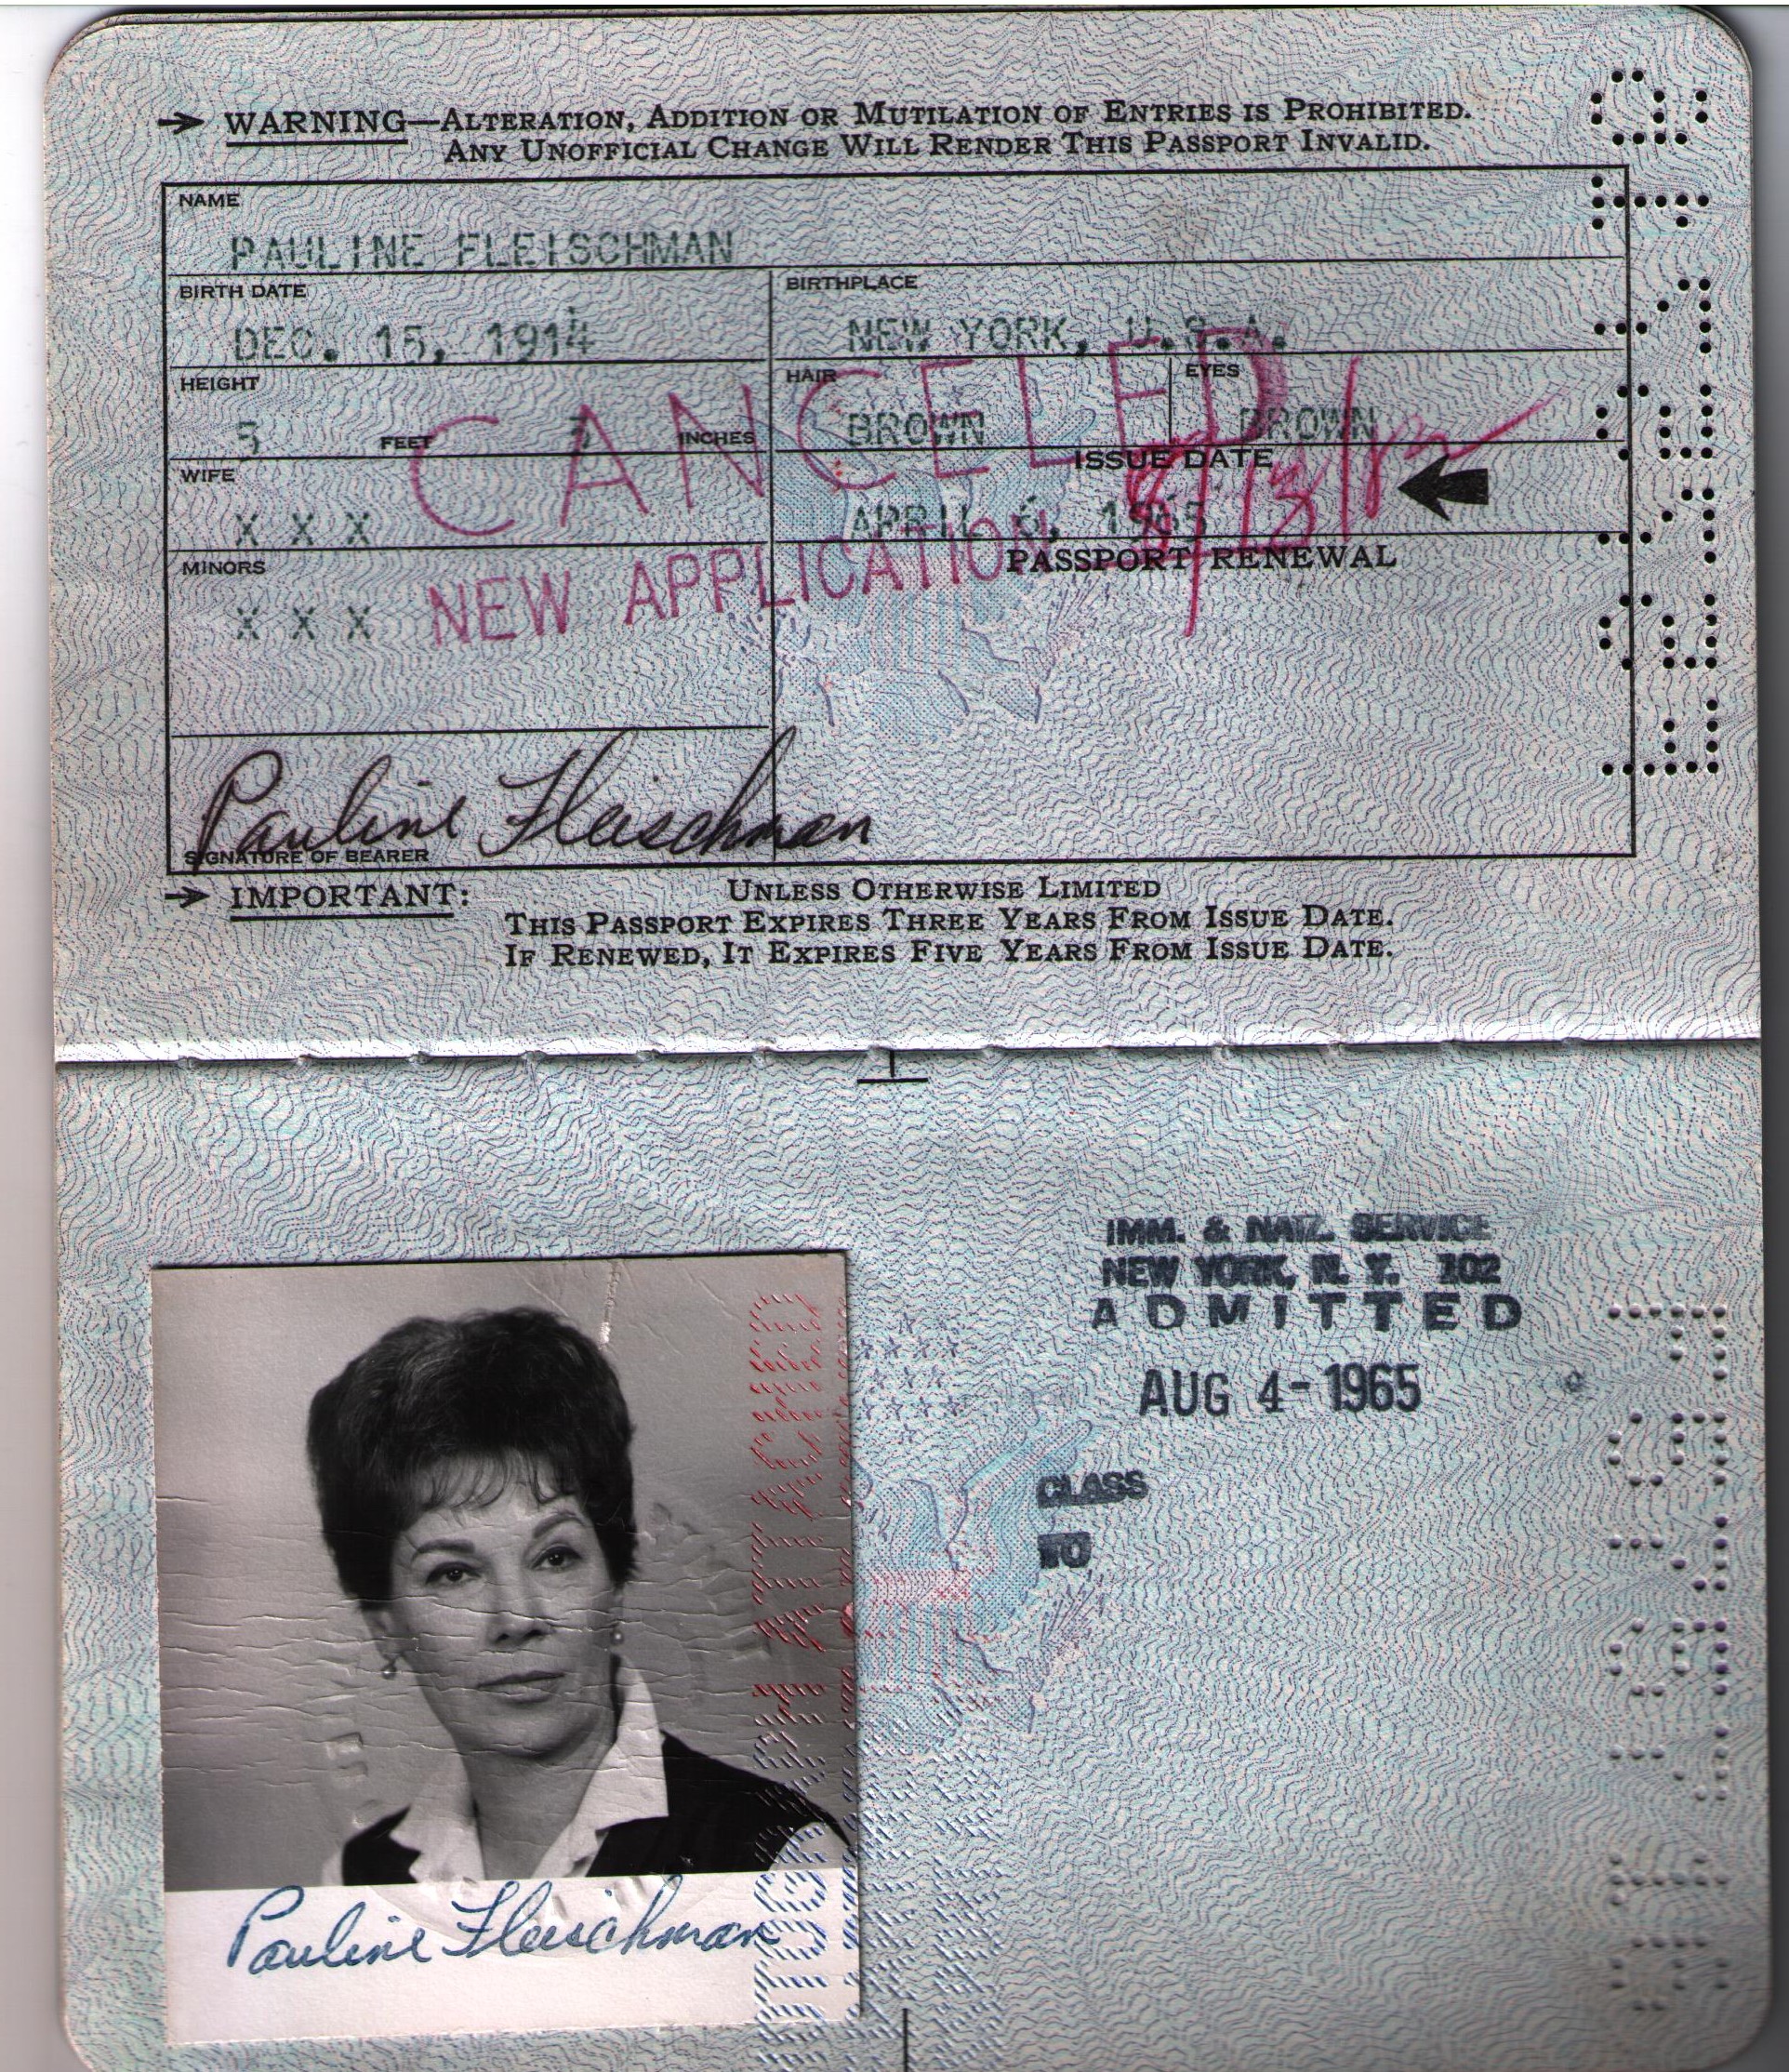 → WARNING—ALTERATION, ADDITION OR MUTILATION OF ENTRIES IS PROHIBITED.
ANY UNOFFICIAL CHANGE WILL RENDER THIS PASSPORT INVALID.
NAME
PAULINE FLEISCHMAN
BIRTH DATE
DEC. 15, 1914
BIRTHPLACE
NEW YORK, U.S.A.
HEIGHT
5 FEET INCHES
HAIR
BROWN
EYES
BROWN
CANCELED
WIFE
X X X
ISSUE DATE
APRIL 6, 1965
NEW APPLICATION
PASSPORT RENEWAL
MINORS
X X X
Pauline Fleischman
SIGNATURE OF BEARER
→ IMPORTANT: UNLESS OTHERWISE LIMITED
THIS PASSPORT EXPIRES THREE YEARS FROM ISSUE DATE.
IF RENEWED, IT EXPIRES FIVE YEARS FROM ISSUE DATE.
IMM. & NATZ. SERVICE
NEW YORK, N. Y. 102
ADMITTED
AUG 4-1965
CLASS
TO
Pauline Fleischman